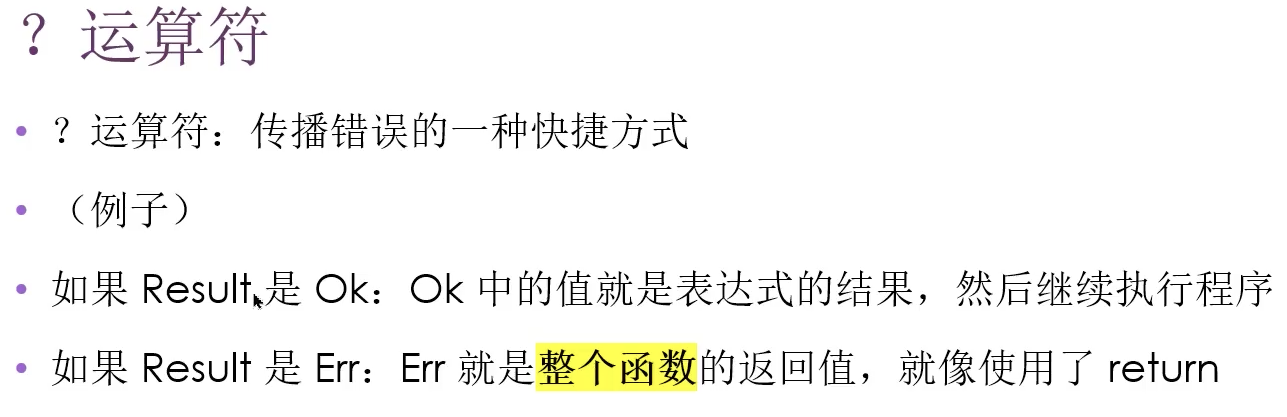 ？运算符
• ？运算符：传播错误的一种快捷方式
• （例子）
• 如果 Result 是 Ok：Ok 中的值就是表达式的结果，然后继续执行程序
• 如果 Result 是 Err：Err 就是整个函数的返回值，就像使用了 return